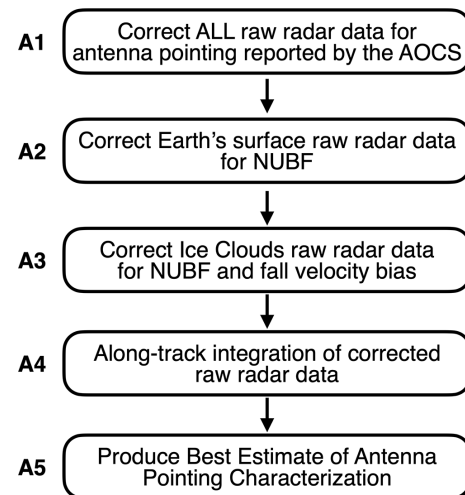 A1
Correct ALL raw radar data for
antenna pointing reported by the AOCS
A2
Correct Earth's surface raw radar data
for NUBF
A3
Correct Ice Clouds raw radar data
for NUBF and fall velocity bias
A4
Along-track integration of corrected
raw radar data
A5
Produce Best Estimate of Antenna
Pointing Characterization